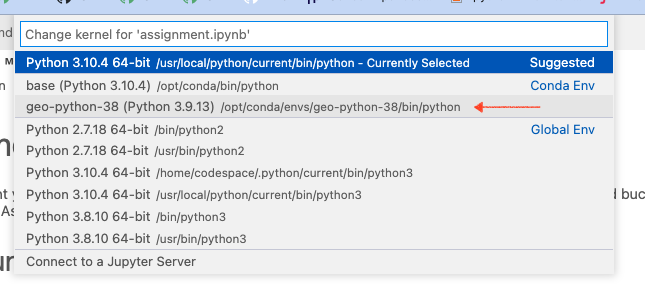 Change kernel for 'assignment.ipynb'
Python 3.10.4 64-bit /usr/local/python/current/bin/python - Currently Selected Suggested
base (Python 3.10.4) /opt/conda/bin/python Conda Env
geo-python-38 (Python 3.9.13) /opt/conda/envs/geo-python-38/bin/python
Python 2.7.18 64-bit /bin/python2 Global Env
Python 2.7.18 64-bit /usr/bin/python2
Python 3.10.4 64-bit /home/codespace/.python/current/bin/python3
Python 3.10.4 64-bit /usr/local/python/current/bin/python3
Python 3.8.10 64-bit /bin/python3
Python 3.8.10 64-bit /usr/bin/python3
Connect to a Jupyter Server